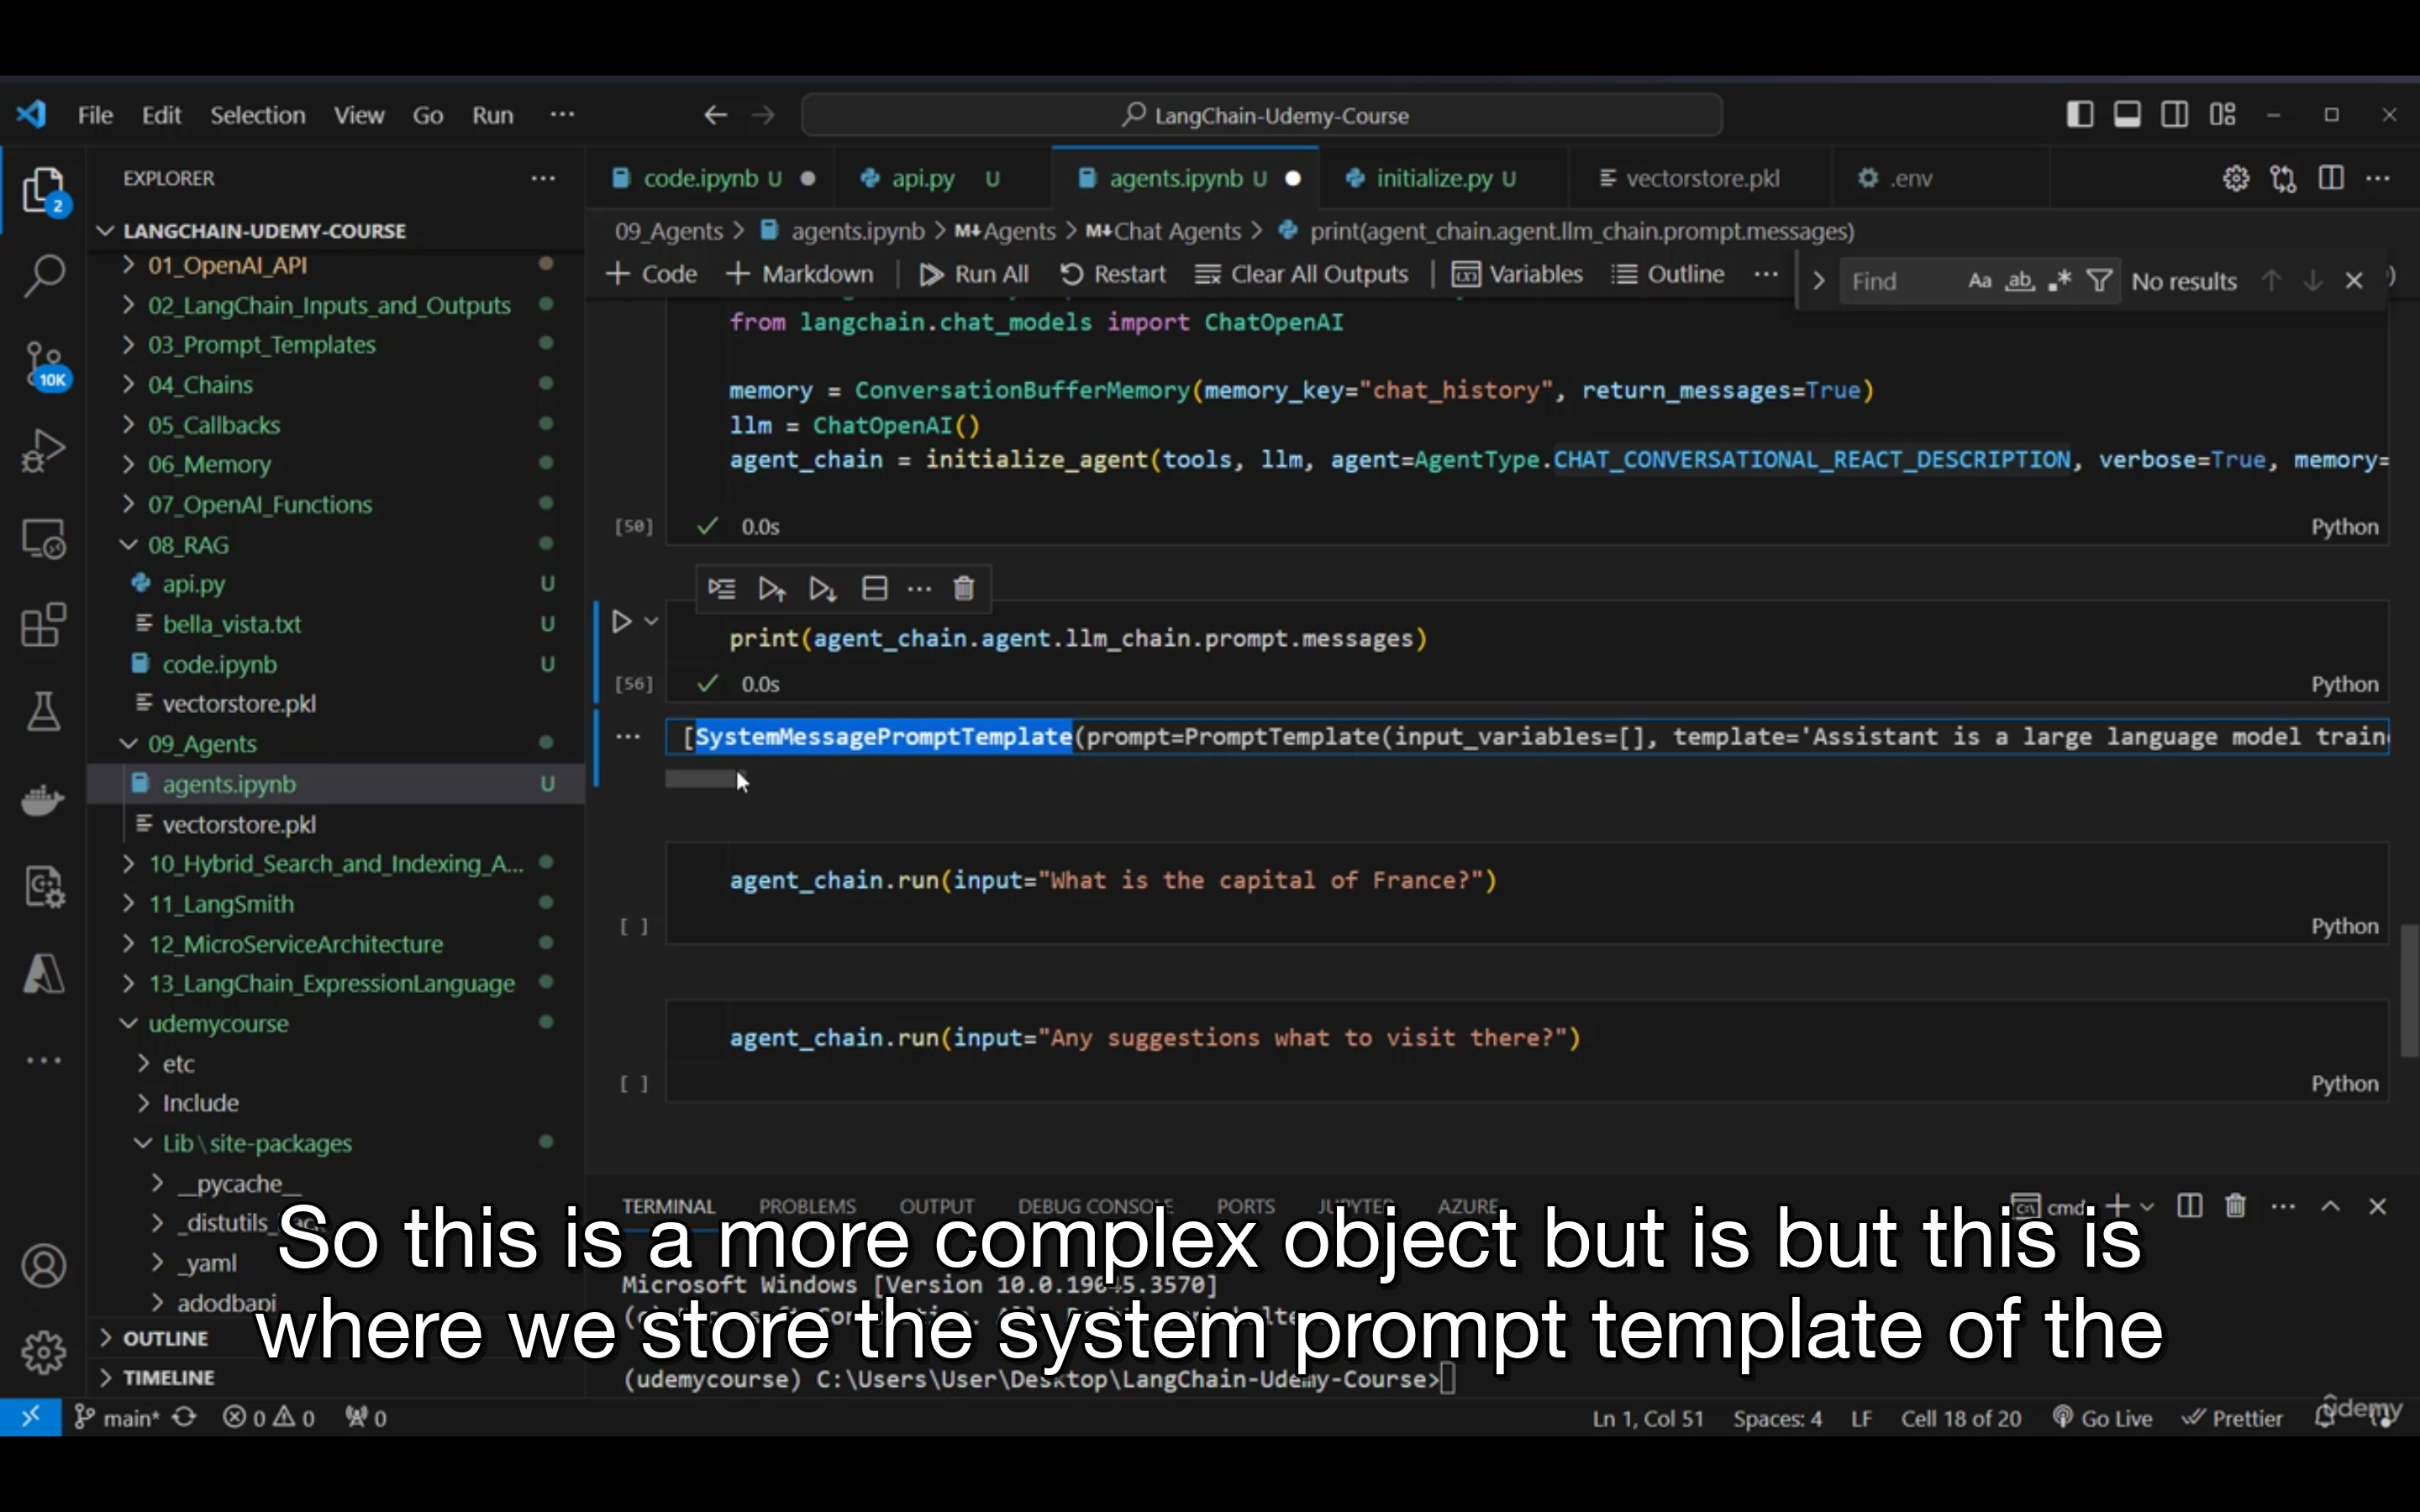 File Edit Selection View Go Run ···
LangChain-Udemy-Course
EXPLORER
code.ipynb U
api.py U
agents.ipynb U
initialize.py U
vectorstore.pkl
.env
2
LANGCHAIN-UDEMY-COURSE
09_Agents > agents.ipynb > M↓Agents > M↓Chat Agents > print(agent_chain.agent.llm_chain.prompt.messages)
+ Code + Markdown Run All Restart Clear All Outputs Variables Outline ···
Find Aa ab No results
01_OpenAI_API
02_LangChain_Inputs_and_Outputs
03_Prompt_Templates
04_Chains
05_Callbacks
06_Memory
07_OpenAI_Functions
08_RAG
api.py U
bella_vista.txt U
code.ipynb U
vectorstore.pkl
09_Agents
agents.ipynb U
vectorstore.pkl
10_Hybrid_Search_and_Indexing_A...
11_LangSmith
12_MicroServiceArchitecture
13_LangChain_ExpressionLanguage
udemycourse
etc
Include
Lib\site-packages
__pycache__
_distutils_
_yaml
adodbapi
OUTLINE
TIMELINE
10K
from langchain.chat_models import ChatOpenAI
memory = ConversationBufferMemory(memory_key="chat_history", return_messages=True)
llm = ChatOpenAI()
agent_chain = initialize_agent(tools, llm, agent=AgentType.CHAT_CONVERSATIONAL_REACT_DESCRIPTION, verbose=True, memory=
[50] 0.0s Python
print(agent_chain.agent.llm_chain.prompt.messages)
[56] 0.0s Python
[SystemMessagePromptTemplate(prompt=PromptTemplate(input_variables=[], template='Assistant is a large language model train
agent_chain.run(input="What is the capital of France?")
[ ] Python
agent_chain.run(input="Any suggestions what to visit there?")
[ ] Python
TERMINAL PROBLEMS OUTPUT DEBUG CONSOLE PORTS JUPYTER AZURE
cmd
Microsoft Windows [Version 10.0.19045.3570]
(udemycourse) C:\Users\User\Desktop\LangChain-Udemy-Course>
So this is a more complex object but is but this is
where we store the system prompt template of the
main* 0 0 0
Ln 1, Col 51 Spaces: 4 LF Cell 18 of 20 Go Live Prettier
ûdemy